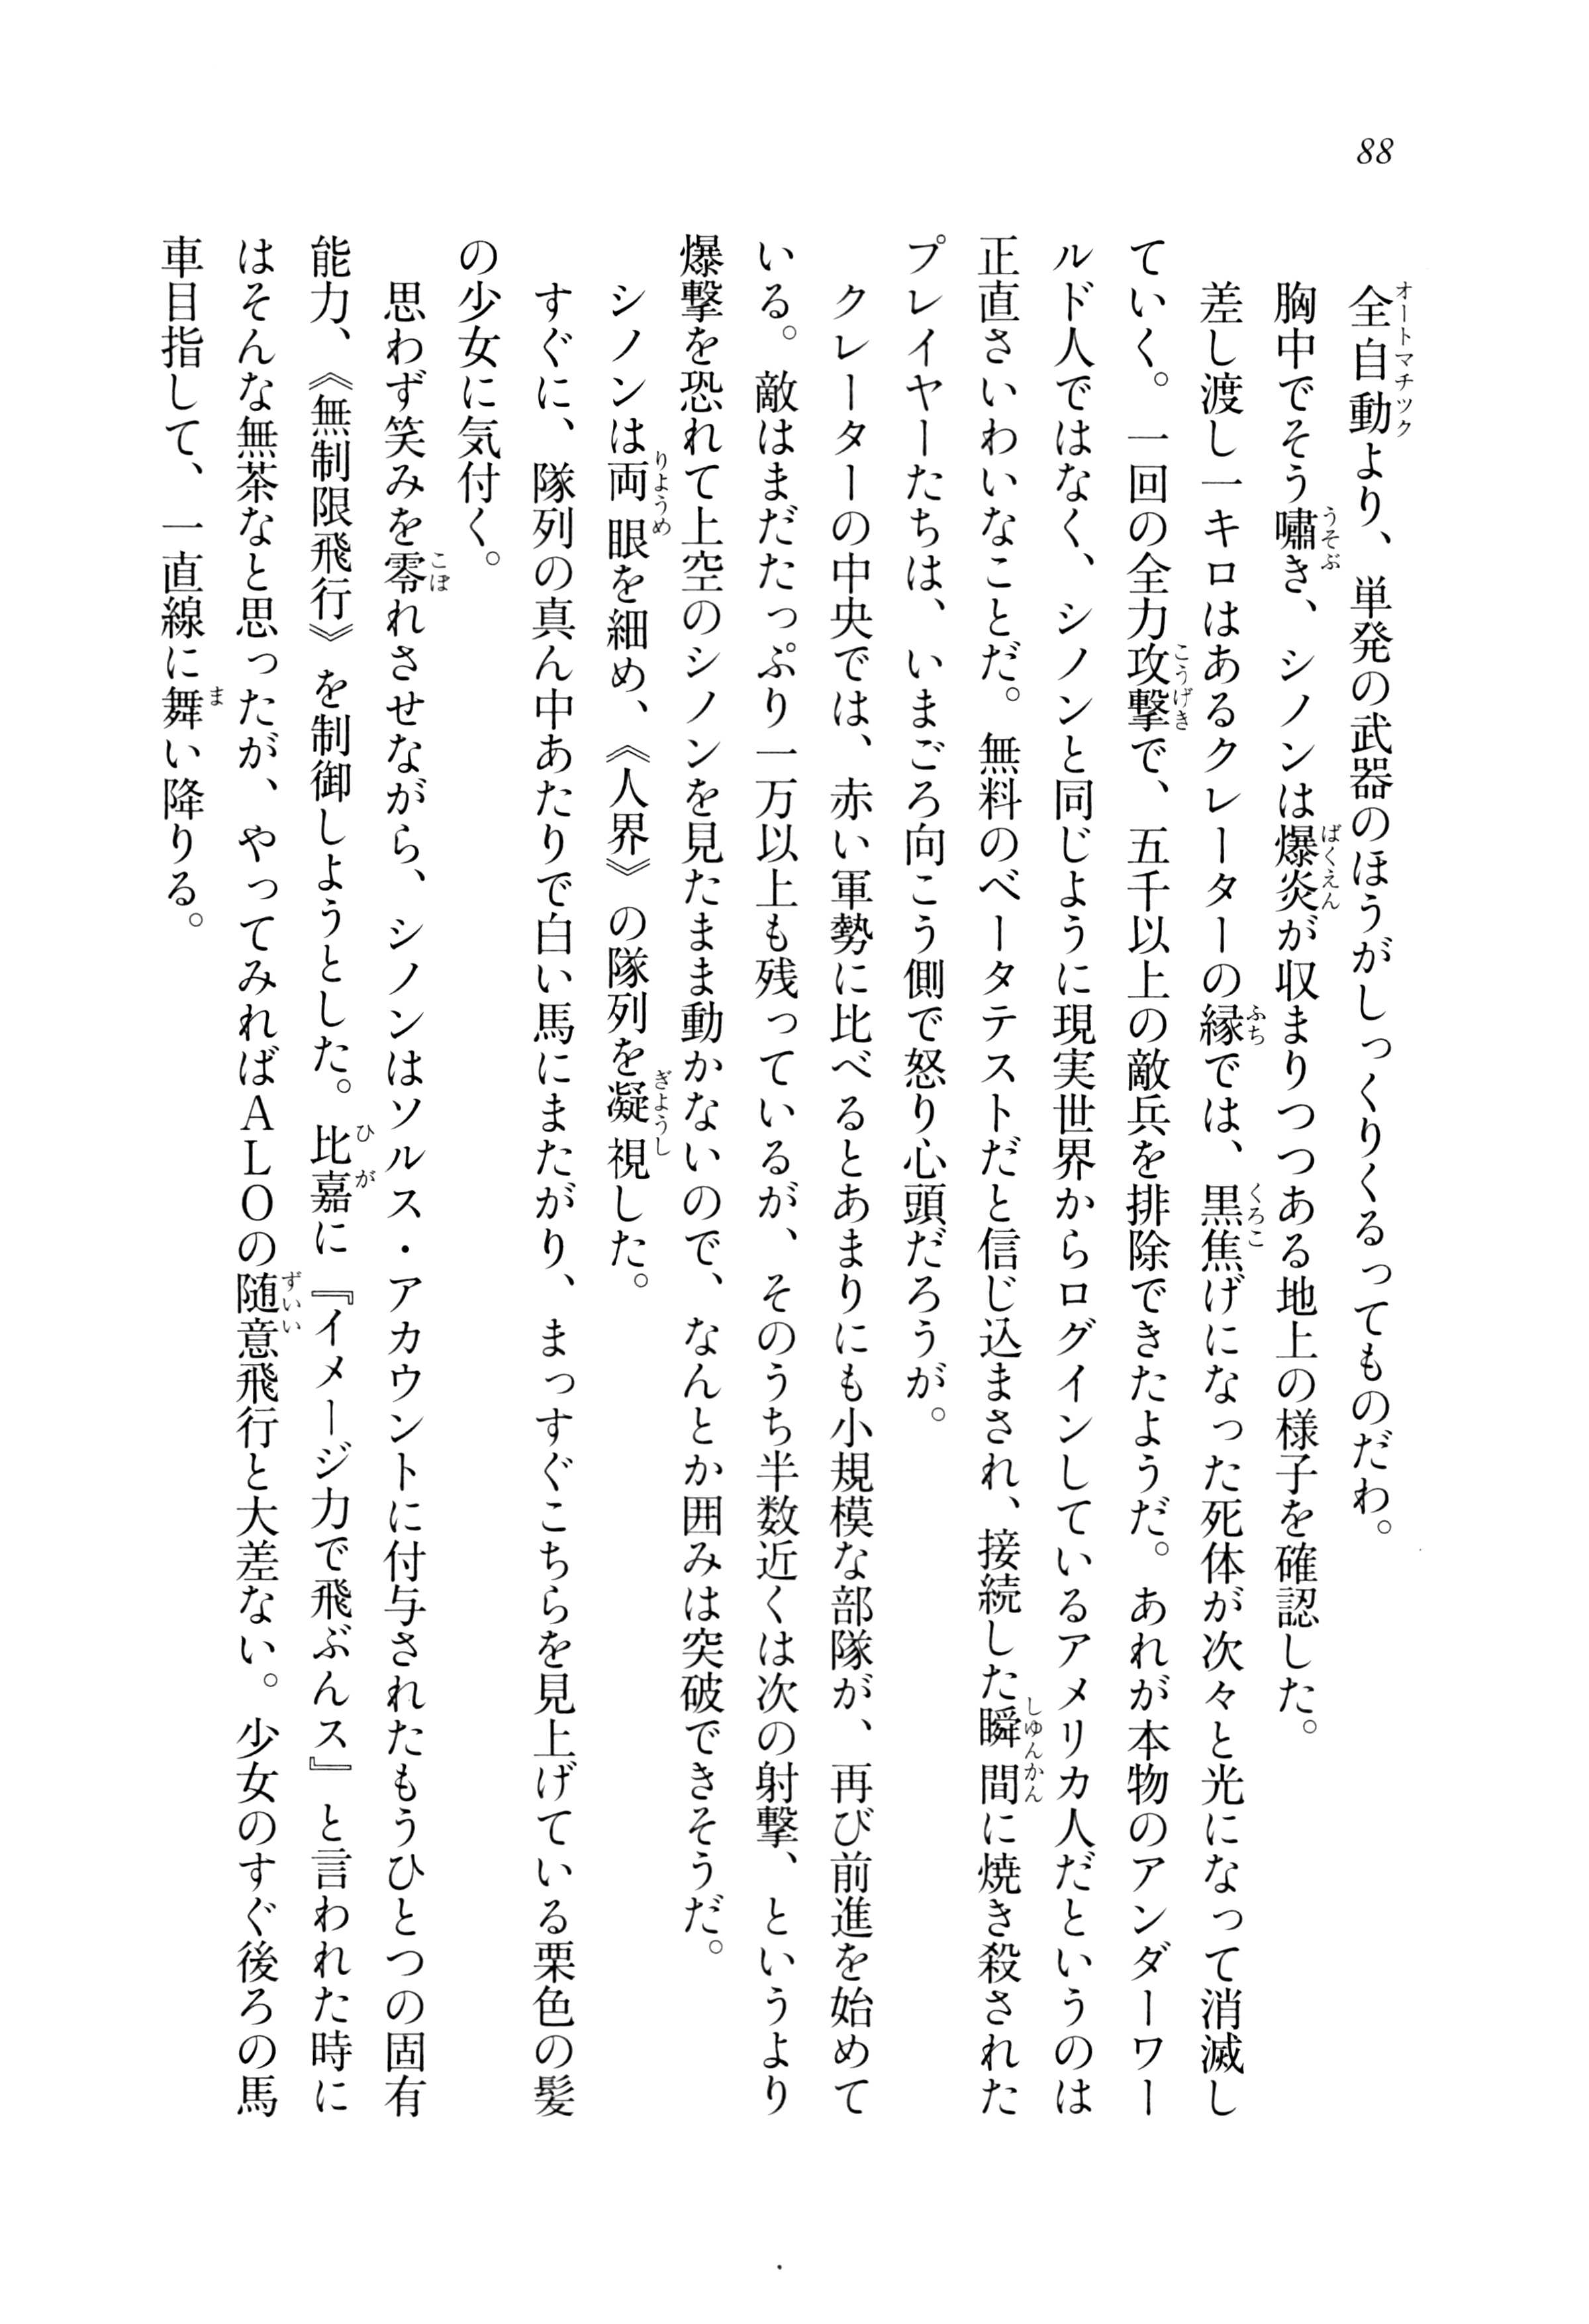 88
全自動より、単発の武器のほうがしっくりくるってものだわ。
胸中でそう嘯き、シノンは爆炎が収まりつつある地上の様子を確認した。
差し渡し一キロはあるクレーターの縁では、黒焦げになった死体が次々と光になって消滅し
ていく。一回の全力攻撃で、五千以上の敵兵を排除できたようだ。あれが本物のアンダーワー
ルド人ではなく、シノンと同じように現実世界からログインしているアメリカ人だというのは
正直さいわいなことだ。無料のベータテストだと信じ込まされ、接続した瞬間に焼き殺された
プレイヤーたちは、いまごろ向こう側で怒り心頭だろうが。
クレーターの中央では、赤い軍勢に比べるとあまりにも小規模な部隊が、再び前進を始めて
いる。敵はまだたっぷり一万以上も残っているが、そのうち半数近くは次の射撃、というより
爆撃を恐れて上空のシノンを見たまま動かないので、なんとか囲みは突破できそうだ。
シノンは両眼を細め、《人界》の隊列を凝視した。
すぐに、隊列の真ん中あたりで白い馬にまたがり、まっすぐこちらを見上げている栗色の髪
の少女に気付く。
思わず笑みを零れさせながら、シノンはソルス・アカウントに付与されたもうひとつの固有
能力、《無制限飛行》を制御しようとした。比嘉に『イメージ力で飛ぶんス』と言われた時に
はそんな無茶なと思ったが、やってみればＡＬＯの随意飛行と大差ない。少女のすぐ後ろの馬
車目指して、一直線に舞い降りる。